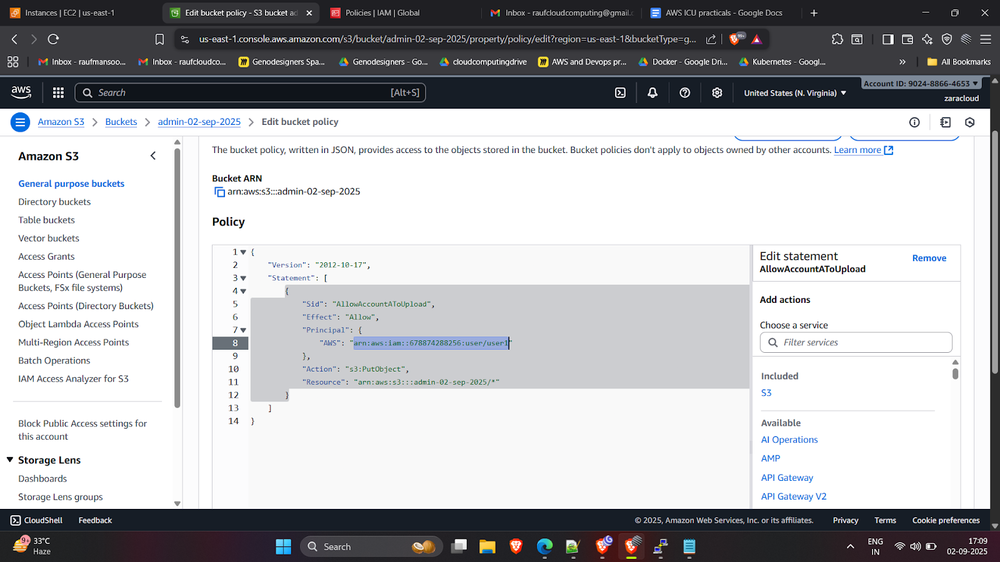 Instances | EC2 | us-east-1
Edit bucket policy - S3 bucket ad
Policies | IAM | Global
Inbox - raufcloudcomputing@gmail.c
AWS ICU practicals - Google Docs
us-east-1.console.aws.amazon.com/s3/bucket/admin-02-sep-2025/property/policy/edit?region=us-east-1&bucketType=g...
99+
Inbox - raufmansoo...
Inbox - raufcloudco...
Genodesigners Spa...
Genodesigners - Go...
cloudcomputingdrive
AWS and Devops pr...
Docker - Google Dri...
Kubernetes - Googl...
All Bookmarks
aws
Search
[Alt+S]
United States (N. Virginia)
Account ID: 9024-8866-4653
zaracloud
Amazon S3
Buckets
admin-02-sep-2025
Edit bucket policy
Amazon S3
General purpose buckets
Directory buckets
Table buckets
Vector buckets
Access Grants
Access Points (General Purpose
Buckets, FSx file systems)
Access Points (Directory Buckets)
Object Lambda Access Points
Multi-Region Access Points
Batch Operations
IAM Access Analyzer for S3
Block Public Access settings for
this account
Storage Lens
Dashboards
Storage Lens groups
The bucket policy, written in JSON, provides access to the objects stored in the bucket. Bucket policies don't apply to objects owned by other accounts. Learn more
Bucket ARN
arn:aws:s3:::admin-02-sep-2025
Policy
1 {
2 "Version": "2012-10-17",
3 "Statement": [
4 {
5 "Sid": "AllowAccountAToUpload",
6 "Effect": "Allow",
7 "Principal": {
8 "AWS": "arn:aws:iam::678874288256:user/user1"
9 },
10 "Action": "s3:PutObject",
11 "Resource": "arn:aws:s3:::admin-02-sep-2025/*"
12 }
13 ]
14 }
Edit statement
Remove
AllowAccountAToUpload
Add actions
Choose a service
Filter services
Included
S3
Available
AI Operations
AMP
API Gateway
API Gateway V2
CloudShell
Feedback
© 2025, Amazon Web Services, Inc. or its affiliates.
Privacy
Terms
Cookie preferences
9+
33°C
Haze
Search
ENG
IN
17:09
02-09-2025